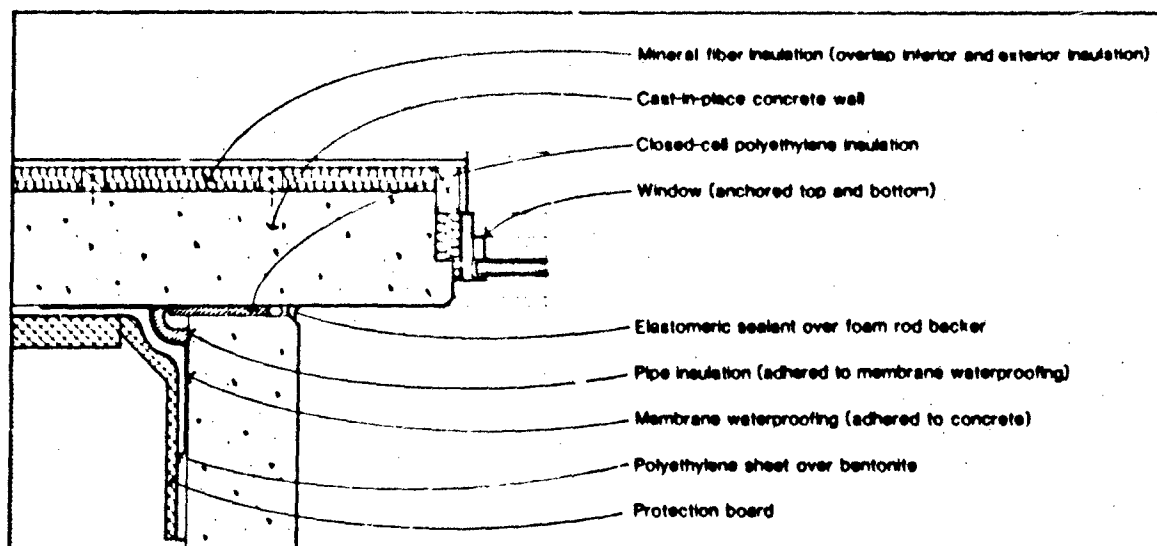 Mineral fiber insulation (overlap interior and exterior insulation)
Cast-in-place concrete wall
Closed-cell polyethylene insulation
Window (anchored top and bottom)
Elastomeric sealant over foam rod backer
Pipe insulation (adhered to membrane waterproofing)
Membrane waterproofing (adhered to concrete)
Polyethylene sheet over bentonite
Protection board